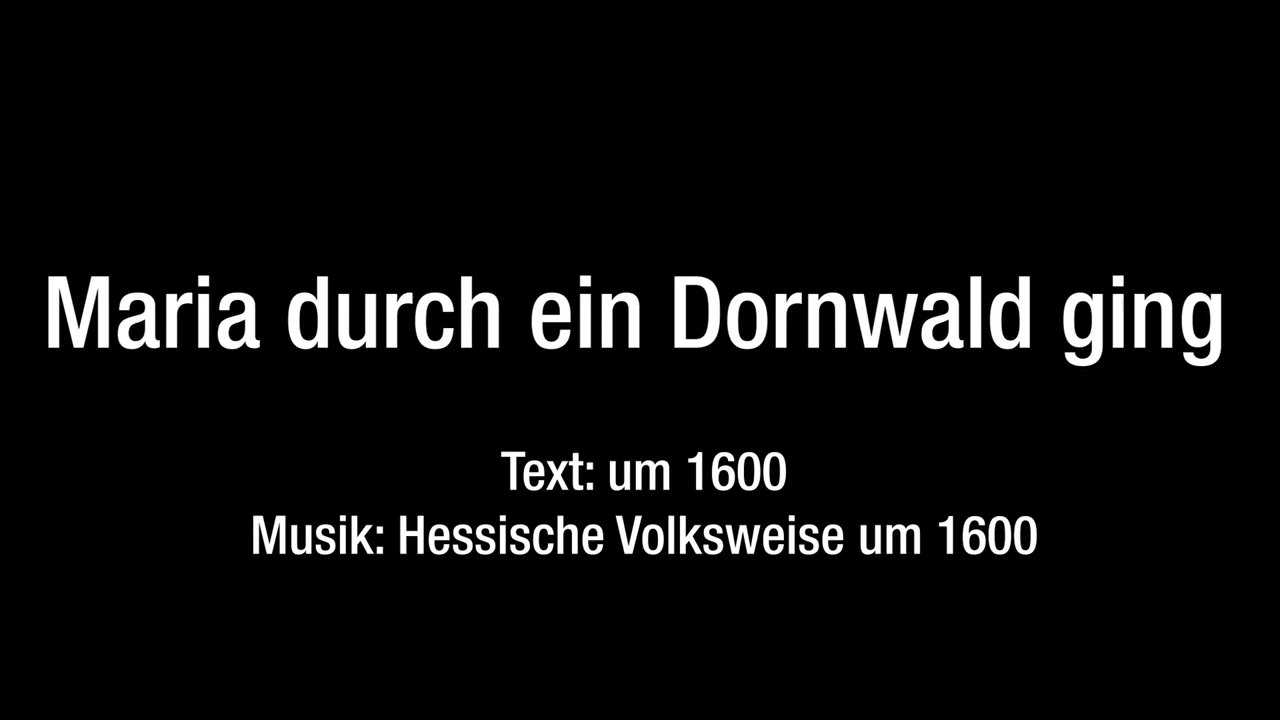 Maria durch ein Dornwald ging
Text: um 1600
Musik: Hessische Volksweise um 1600